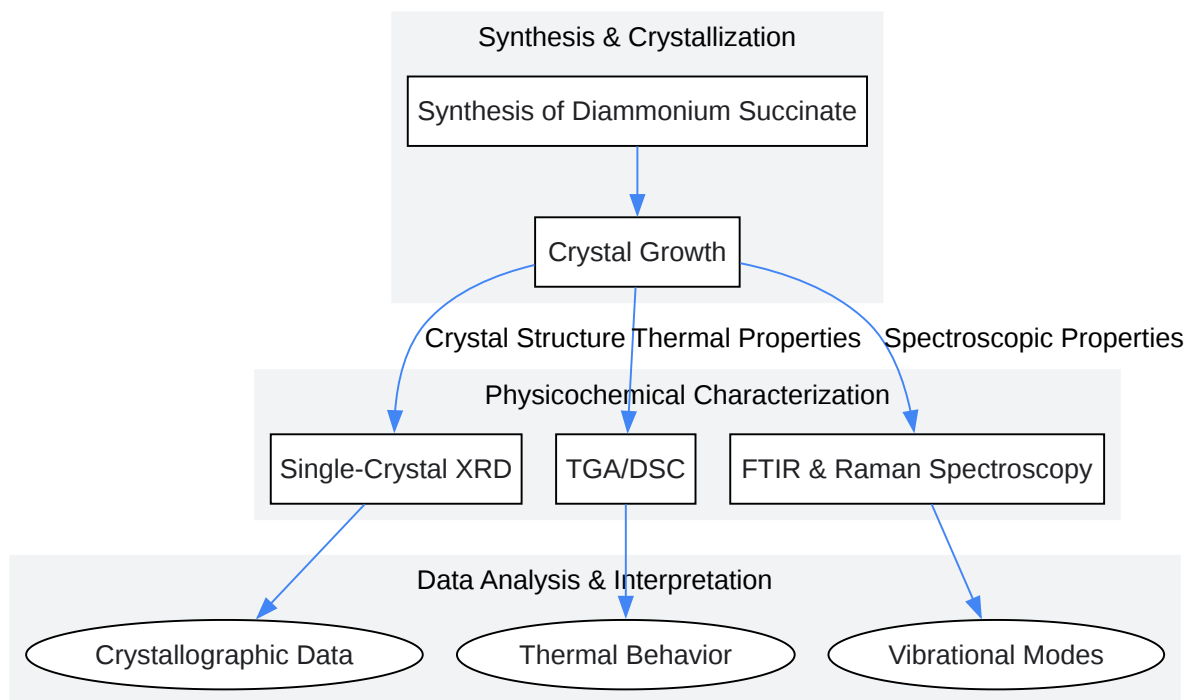 Synthesis & Crystallization
Synthesis of Diammonium Succinate
Crystal Growth
Crystal Structure
Thermal Properties
Spectroscopic Properties
Physicochemical Characterization
Single-Crystal XRD
TGA/DSC
FTIR & Raman Spectroscopy
Data Analysis & Interpretation
Crystallographic Data
Thermal Behavior
Vibrational Modes